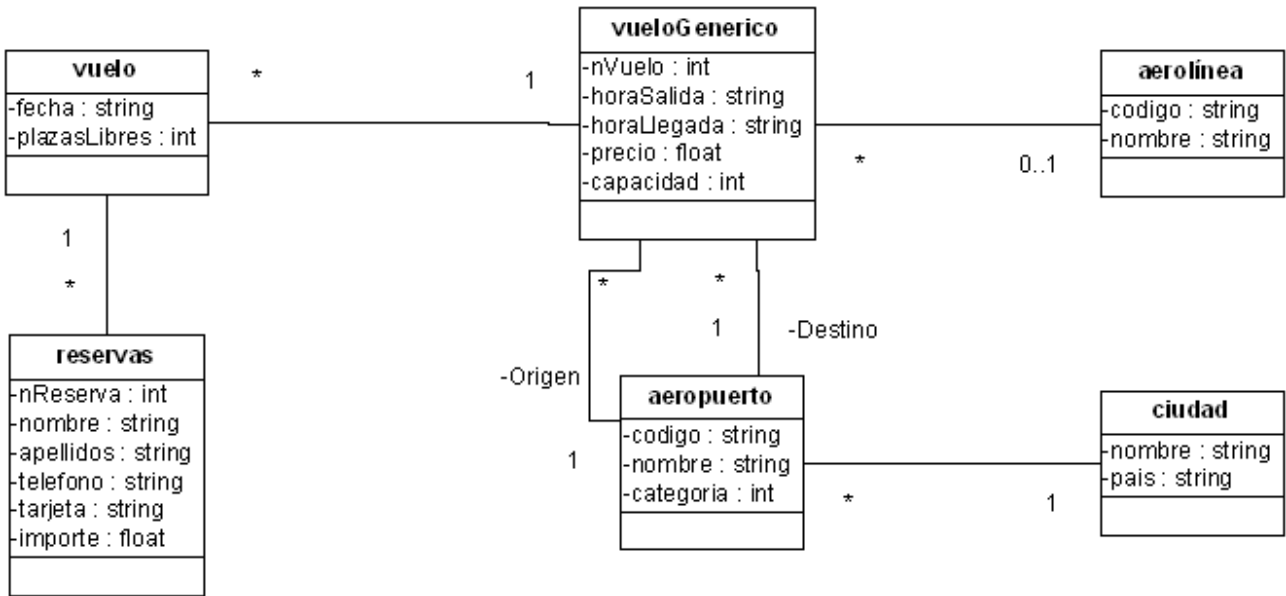 vuelo
-fecha : string
-plazasLibres : int
*
1
vueloGenerico
-nVuelo : int
-horaSalida : string
-horaLlegada : string
-precio : float
-capacidad : int
*
0..1
aerolínea
-codigo : string
-nombre : string
1
*
reservas
-nReserva : int
-nombre : string
-apellidos : string
-telefono : string
-tarjeta : string
-importe : float
*
-Origen
1
*
1
-Destino
aeropuerto
-codigo : string
-nombre : string
-categoria : int
*
1
ciudad
-nombre : string
-pais : string